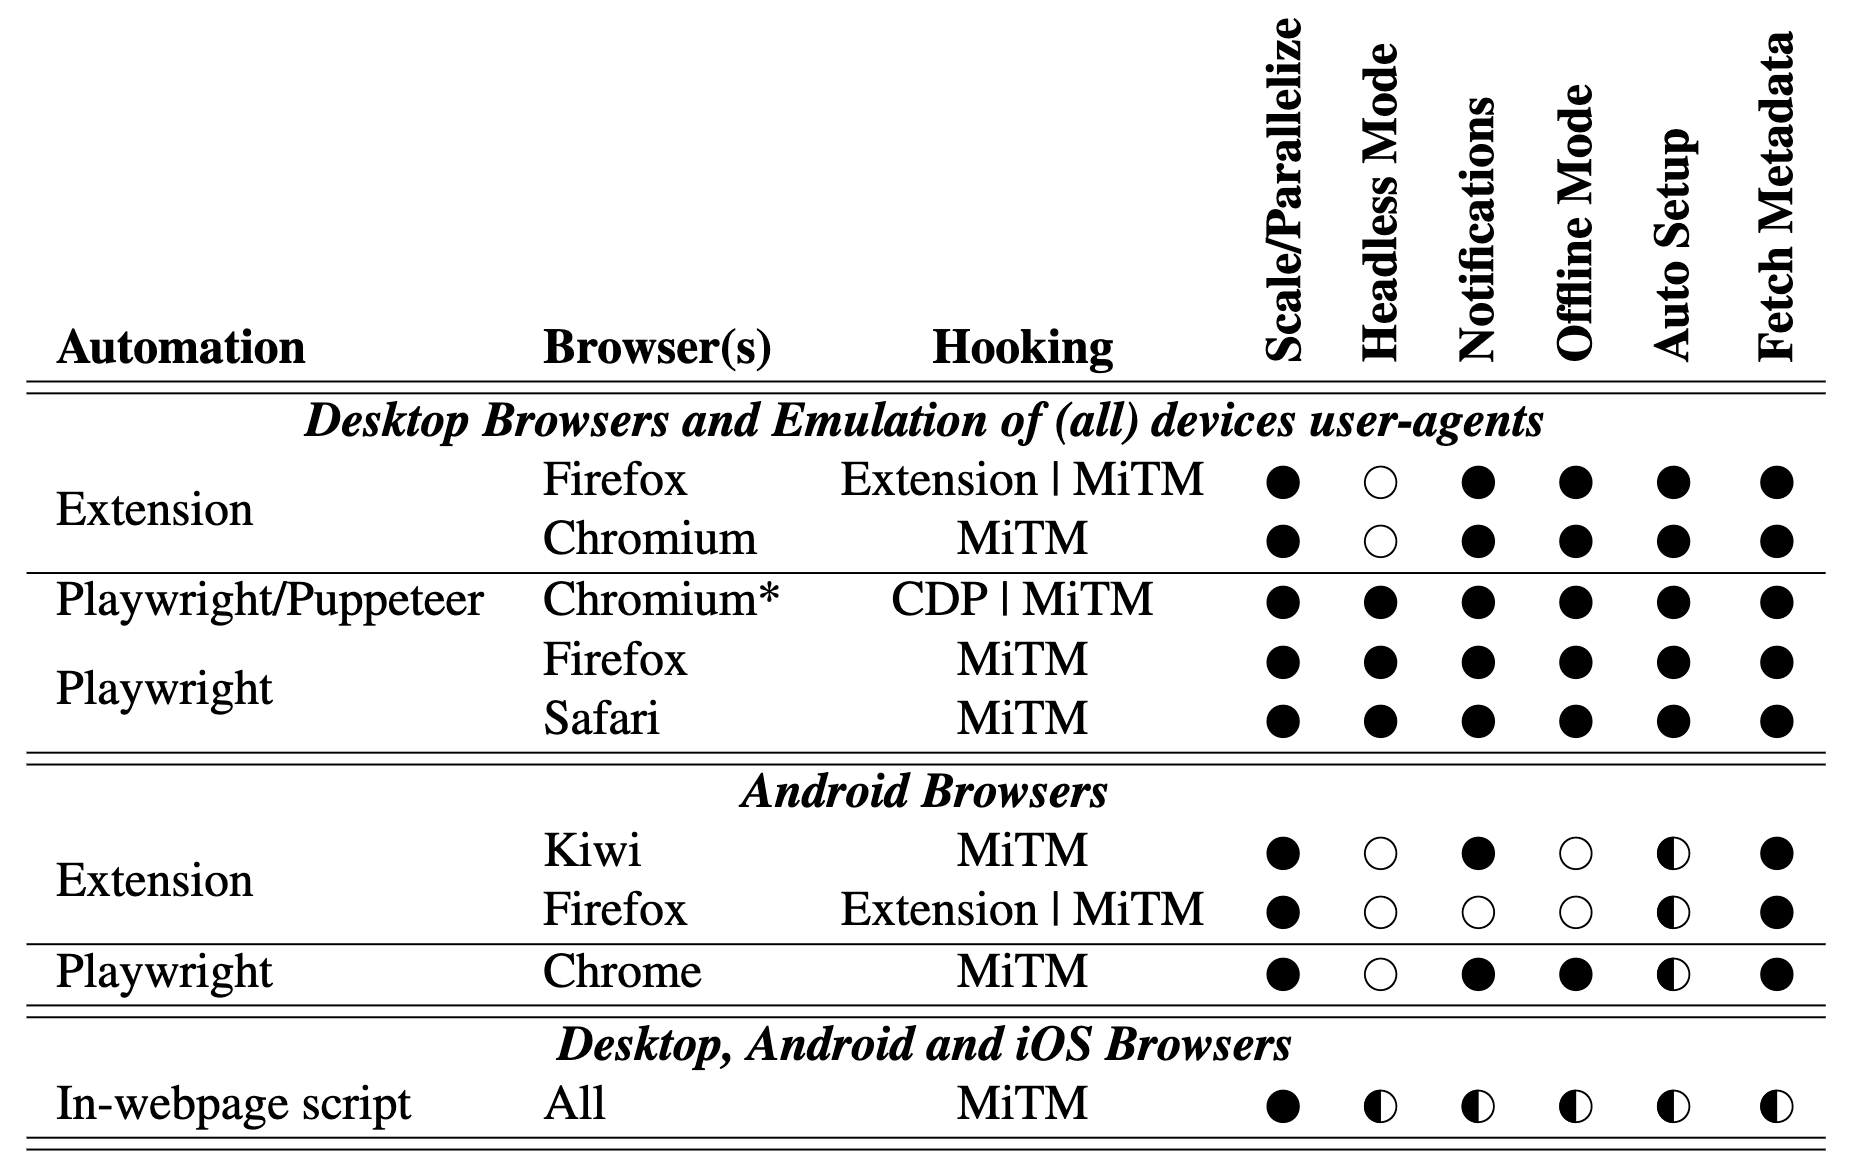 Automation Browser(s) Hooking Scale/Parallelize Headless Mode Notifications Offline Mode Auto Setup Fetch Metadata
Desktop Browsers and Emulation of (all) devices user-agents
Extension Firefox Extension | MiTM ● ○ ● ● ● ●
Chromium MiTM ● ○ ● ● ● ●
Playwright/Puppeteer Chromium* CDP | MiTM ● ● ● ● ● ●
Playwright Firefox MiTM ● ● ● ● ● ●
Safari MiTM ● ● ● ● ● ●
Android Browsers
Extension Kiwi MiTM ● ○ ● ○ ◐ ●
Firefox Extension | MiTM ● ○ ○ ○ ◐ ●
Playwright Chrome MiTM ● ○ ● ● ◐ ●
Desktop, Android and iOS Browsers
In-webpage script All MiTM ● ◐ ◐ ◐ ◐ ◐